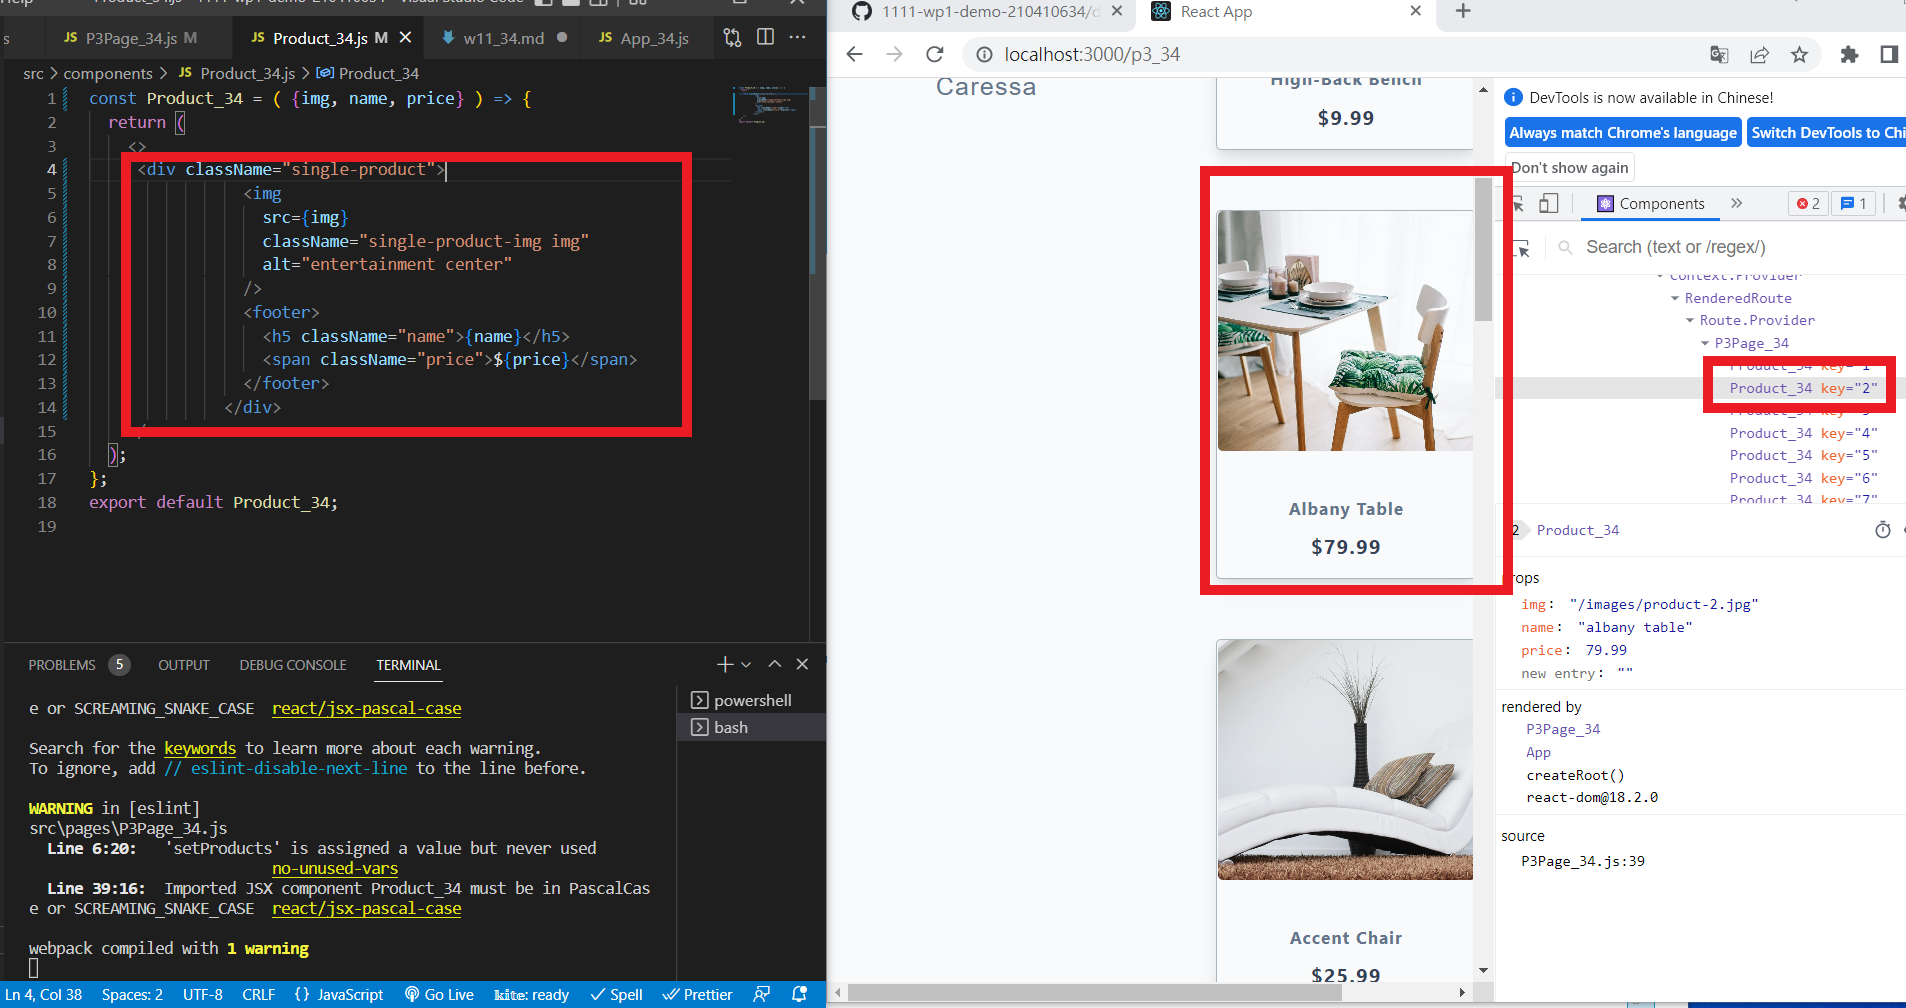 Product_34.js - 1111-wp1-demo-210410634 - Visual Studio Code
JS P3Page_34.js M
JS Product_34.js M
w11_34.md
JS App_34.js
src > components > JS Product_34.js > Product_34
1 const Product_34 = ( {img, name, price} ) => {
2 return (
3 <>
4 <div className="single-product">
5 <img
6 src={img}
7 className="single-product-img img"
8 alt="entertainment center"
9 />
10 <footer>
11 <h5 className="name">{name}</h5>
12 <span className="price">${price}</span>
13 </footer>
14 </div>
15
16 );
17 };
18 export default Product_34;
19
PROBLEMS 5 OUTPUT DEBUG CONSOLE TERMINAL
powershell
bash
e or SCREAMING_SNAKE_CASE react/jsx-pascal-case
Search for the keywords to learn more about each warning.
To ignore, add // eslint-disable-next-line to the line before.
WARNING in [eslint]
src\pages\P3Page_34.js
Line 6:20: 'setProducts' is assigned a value but never used
no-unused-vars
Line 39:16: Imported JSX component Product_34 must be in PascalCas
e or SCREAMING_SNAKE_CASE react/jsx-pascal-case
webpack compiled with 1 warning
Ln 4, Col 38 Spaces: 2 UTF-8 CRLF {} JavaScript Go Live kite: ready Spell Prettier
1111-wp1-demo-210410634/d
React App
localhost:3000/p3_34
Caressa
High-Back Bench
$9.99
Albany Table
$79.99
Accent Chair
$25.99
DevTools is now available in Chinese!
Always match Chrome's language
Switch DevTools to Chi
Don't show again
Components » 2 1
Search (text or /regex/)
Context.Provider
RenderedRoute
Route.Provider
P3Page_34
Product_34 key="1"
Product_34 key="2"
Product_34 key="3"
Product_34 key="4"
Product_34 key="5"
Product_34 key="6"
Product_34 key="7"
2 Product_34
props
img: "/images/product-2.jpg"
name: "albany table"
price: 79.99
new entry: ""
rendered by
P3Page_34
App
createRoot()
react-dom@18.2.0
source
P3Page_34.js:39